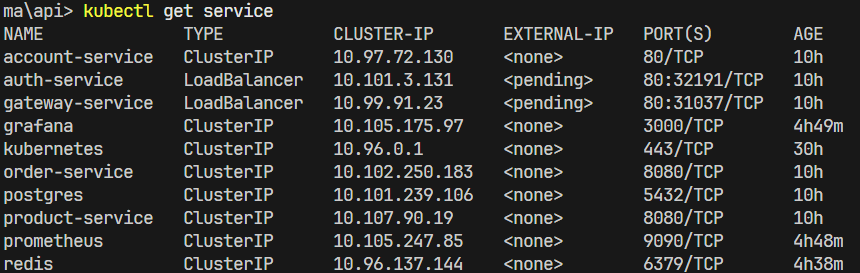 ma\api> kubectl get service
NAME TYPE CLUSTER-IP EXTERNAL-IP PORT(S) AGE
account-service ClusterIP 10.97.72.130 <none> 80/TCP 10h
auth-service LoadBalancer 10.101.3.131 <pending> 80:32191/TCP 10h
gateway-service LoadBalancer 10.99.91.23 <pending> 80:31037/TCP 10h
grafana ClusterIP 10.105.175.97 <none> 3000/TCP 4h49m
kubernetes ClusterIP 10.96.0.1 <none> 443/TCP 30h
order-service ClusterIP 10.102.250.183 <none> 8080/TCP 10h
postgres ClusterIP 10.101.239.106 <none> 5432/TCP 10h
product-service ClusterIP 10.107.90.19 <none> 8080/TCP 10h
prometheus ClusterIP 10.105.247.85 <none> 9090/TCP 4h48m
redis ClusterIP 10.96.137.144 <none> 6379/TCP 4h38m